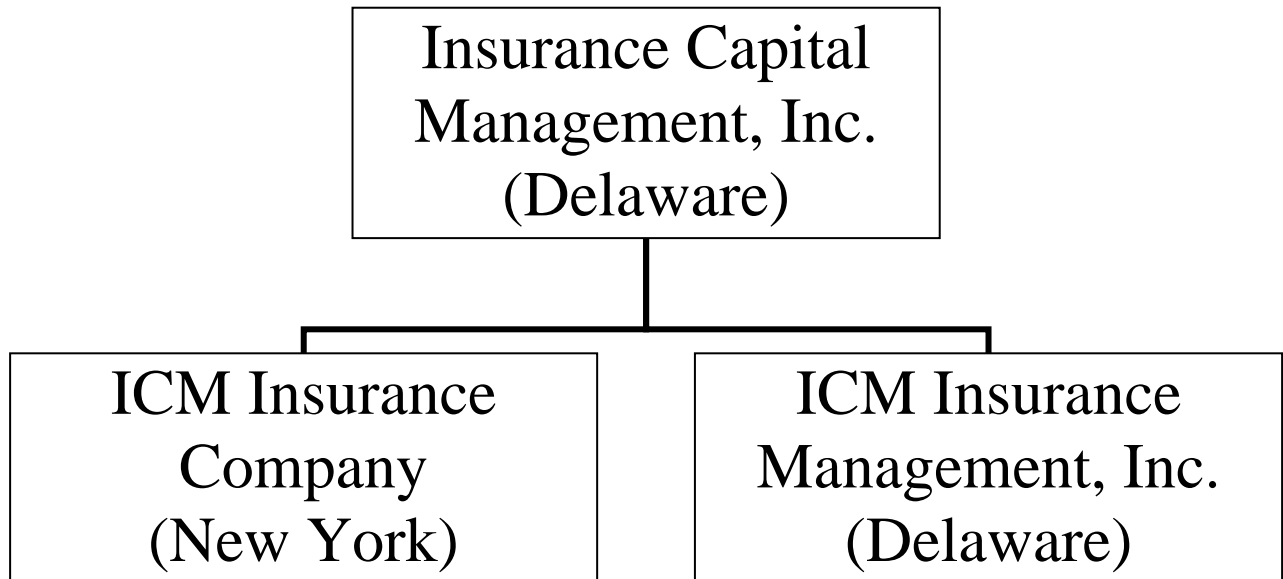 Insurance Capital
Management, Inc.
(Delaware)
ICM Insurance
Company
(New York)
ICM Insurance
Management, Inc.
(Delaware)